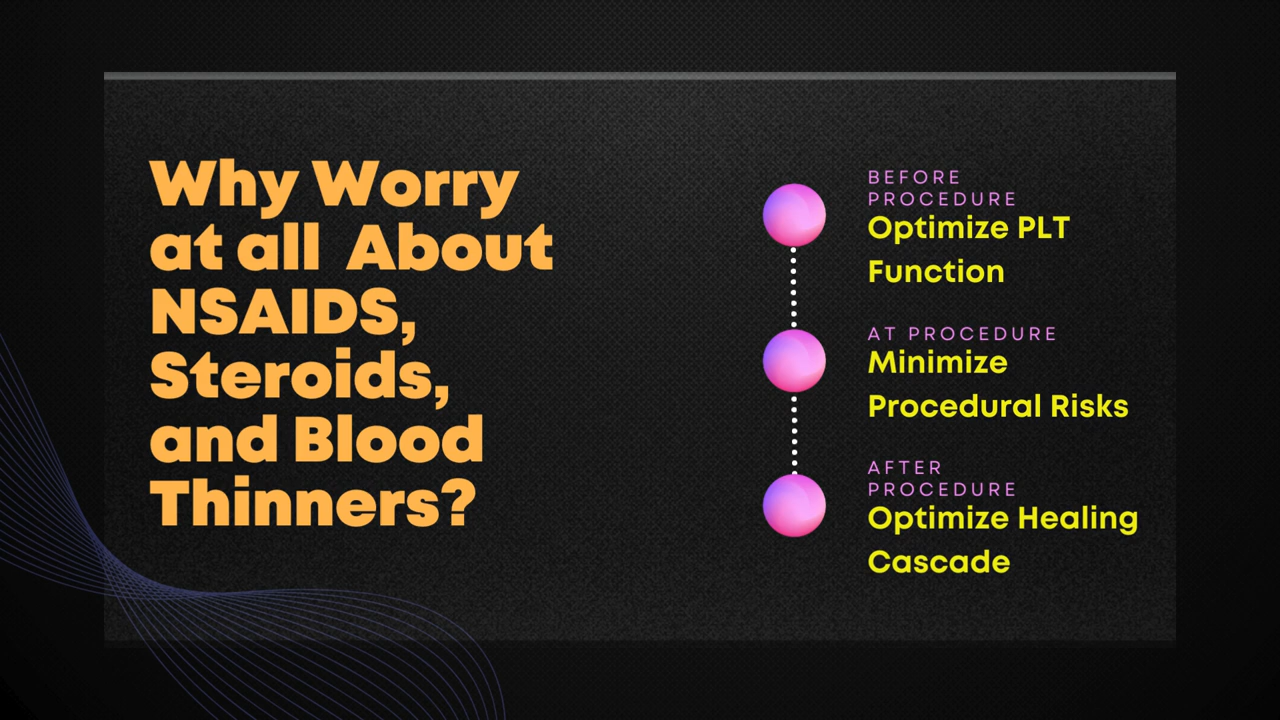 Why Worry
at all About
NSAIDS,
Steroids,
and Blood
Thinners?
BEFORE
PROCEDURE
Optimize PLT
Function
AT PROCEDURE
Minimize
Procedural Risks
AFTER
PROCEDURE
Optimize Healing
Cascade